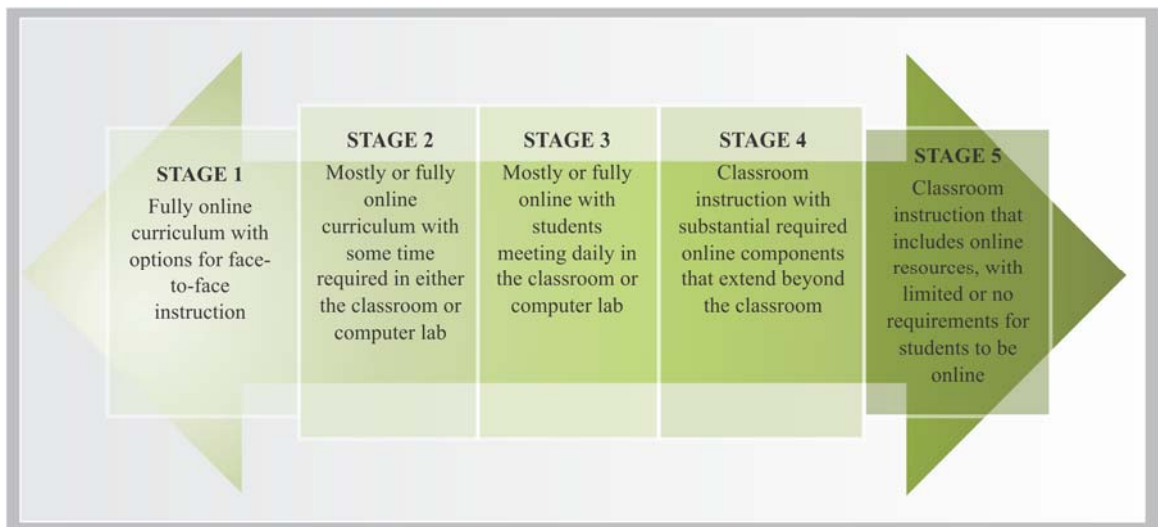 STAGE 1
Fully online
curriculum with
options for face-
to-face
instruction
STAGE 2
Mostly or fully
online
curriculum with
some time
required in either
the classroom or
computer lab
STAGE 3
Mostly or fully
online with
students
meeting daily in
the classroom or
computer lab
STAGE 4
Classroom
instruction with
substantial required
online components
that extend beyond
the classroom
STAGE 5
Classroom
instruction that
includes online
resources, with
limited or no
requirements for
students to be
online